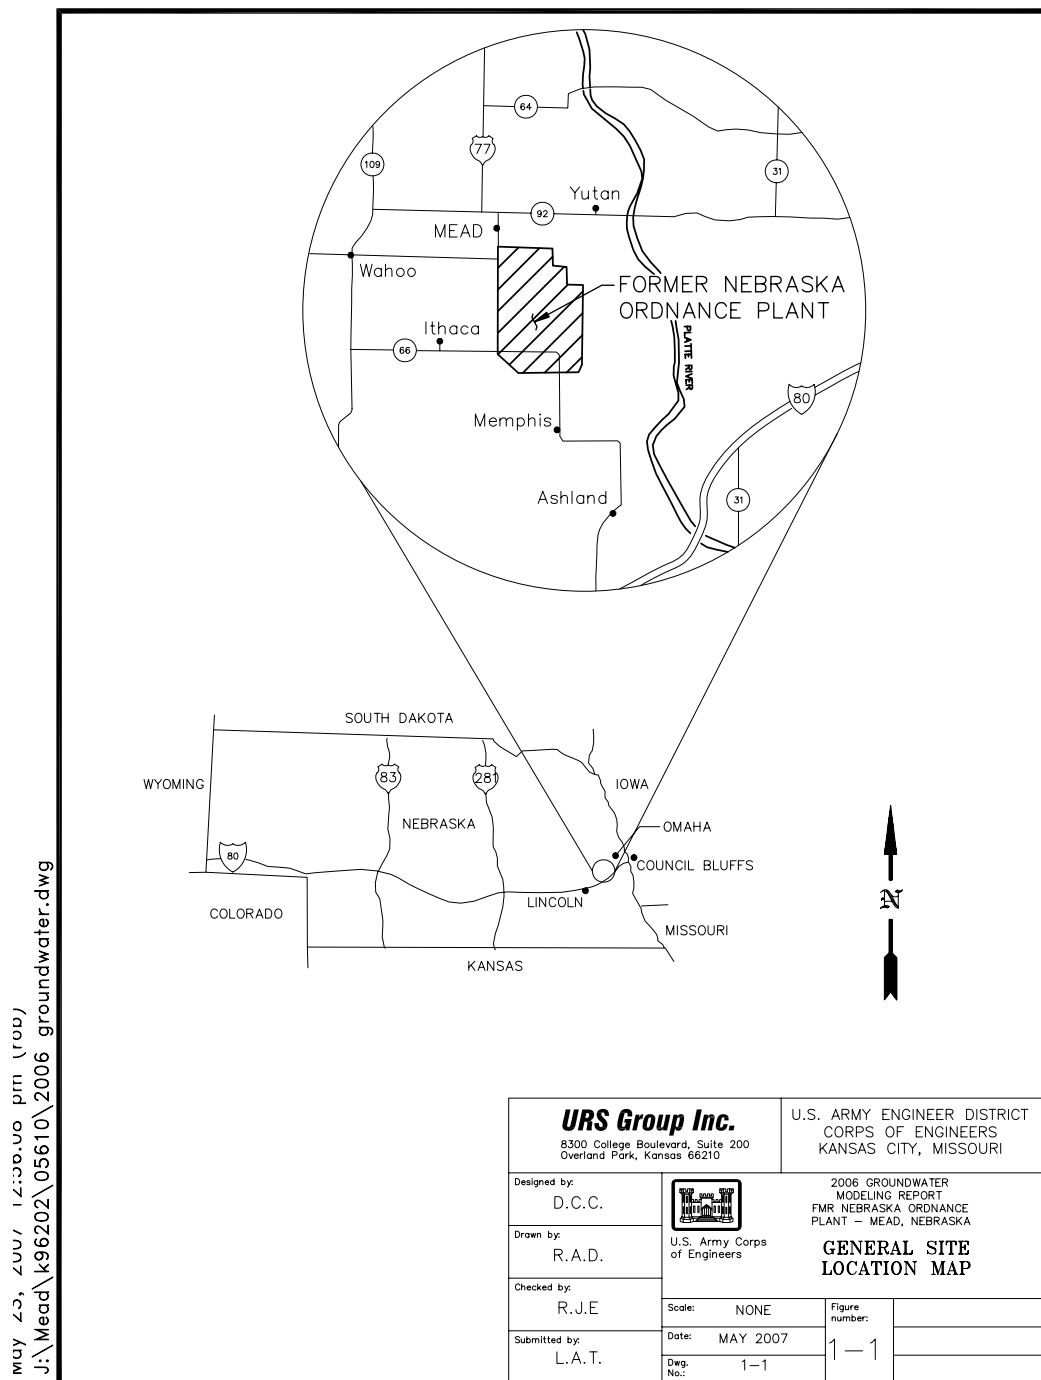 64
77
109
31
Yutan
92
MEAD
Wahoo
FORMER NEBRASKA
ORDNANCE PLANT
Ithaca
66
PLATTE RIVER
80
Memphis
Ashland
31
SOUTH DAKOTA
WYOMING
83
281
IOWA
NEBRASKA
OMAHA
80
COUNCIL BLUFFS
LINCOLN
COLORADO
MISSOURI
KANSAS
N
2007
pm (rob)
J:\Mead\k96202\05610\2006 groundwater.dwg
URS Group Inc.
8300 College Boulevard, Suite 200
Overland Park, Kansas 66210
U.S. ARMY ENGINEER DISTRICT
CORPS OF ENGINEERS
KANSAS CITY, MISSOURI
Designed by:
D.C.C.
Drawn by:
R.A.D.
Checked by:
R.J.E
Submitted by:
L.A.T.
U.S. Army Corps
of Engineers
2006 GROUNDWATER
MODELING REPORT
FMR NEBRASKA ORDNANCE
PLANT – MEAD, NEBRASKA
GENERAL SITE
LOCATION MAP
Scale: NONE
Date: MAY 2007
Dwg.
No.: 1–1
Figure
number:
1–1